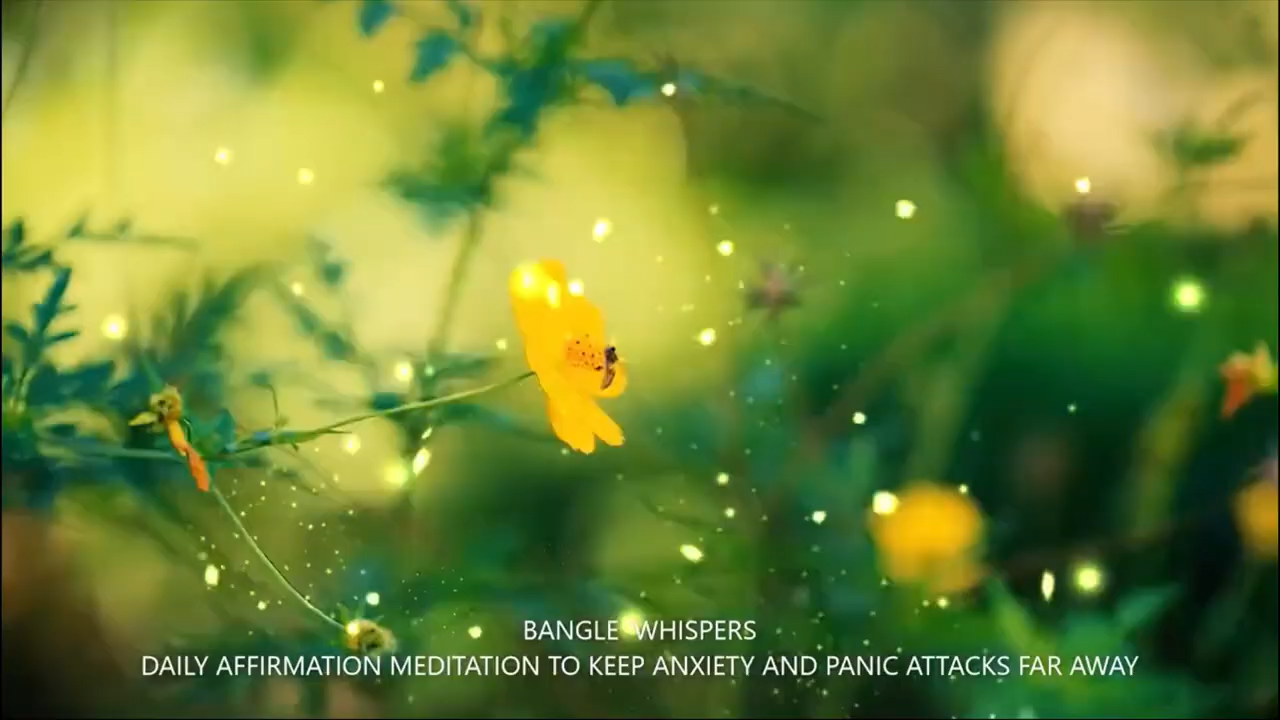 BANGLE WHISPERS
DAILY AFFIRMATION MEDITATION TO KEEP ANXIETY AND PANIC ATTACKS FAR AWAY